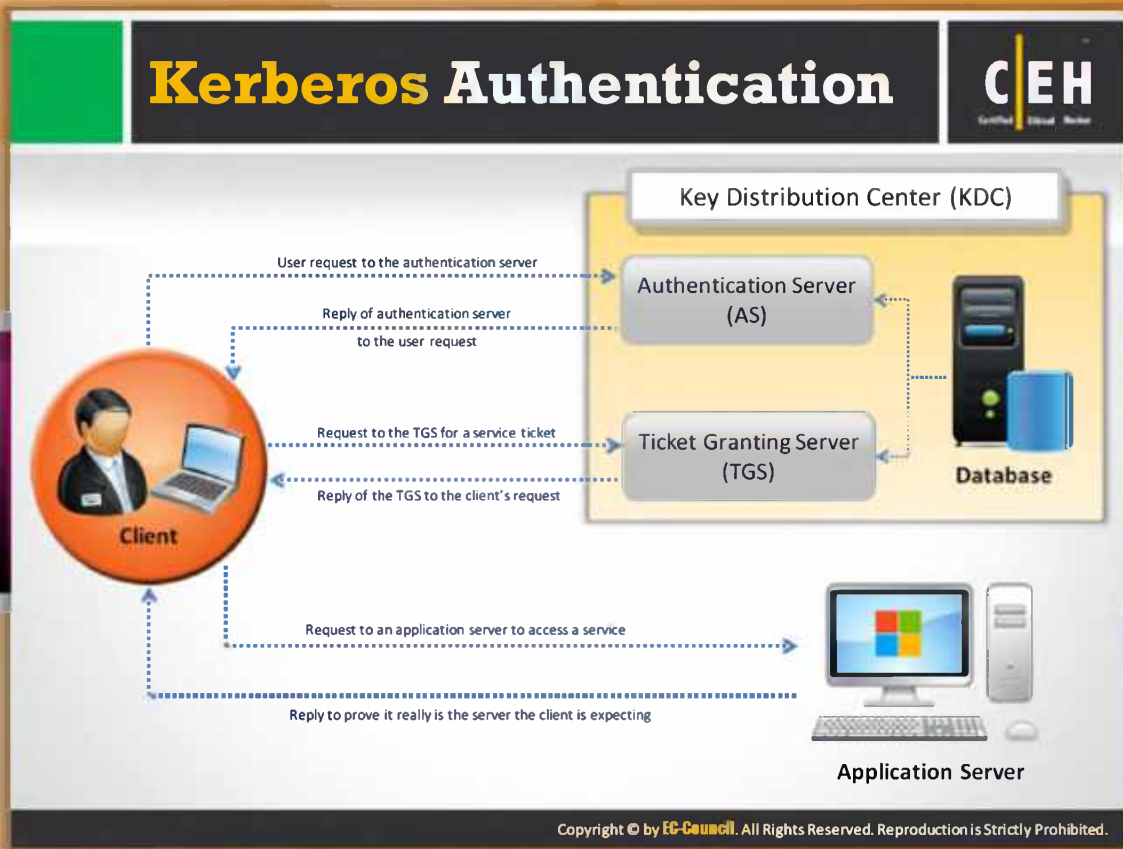 Kerberos Authentication
C EH
Certified Ethical Hacker
Key Distribution Center (KDC)
User request to the authentication server
Authentication Server
(AS)
Reply of authentication server
to the user request
Request to the TGS for a service ticket
Ticket Granting Server
(TGS)
Reply of the TGS to the client's request
Database
Client
Request to an application server to access a service
Reply to prove it really is the server the client is expecting
Application Server
Copyright © by EC-Council. All Rights Reserved. Reproduction is Strictly Prohibited.